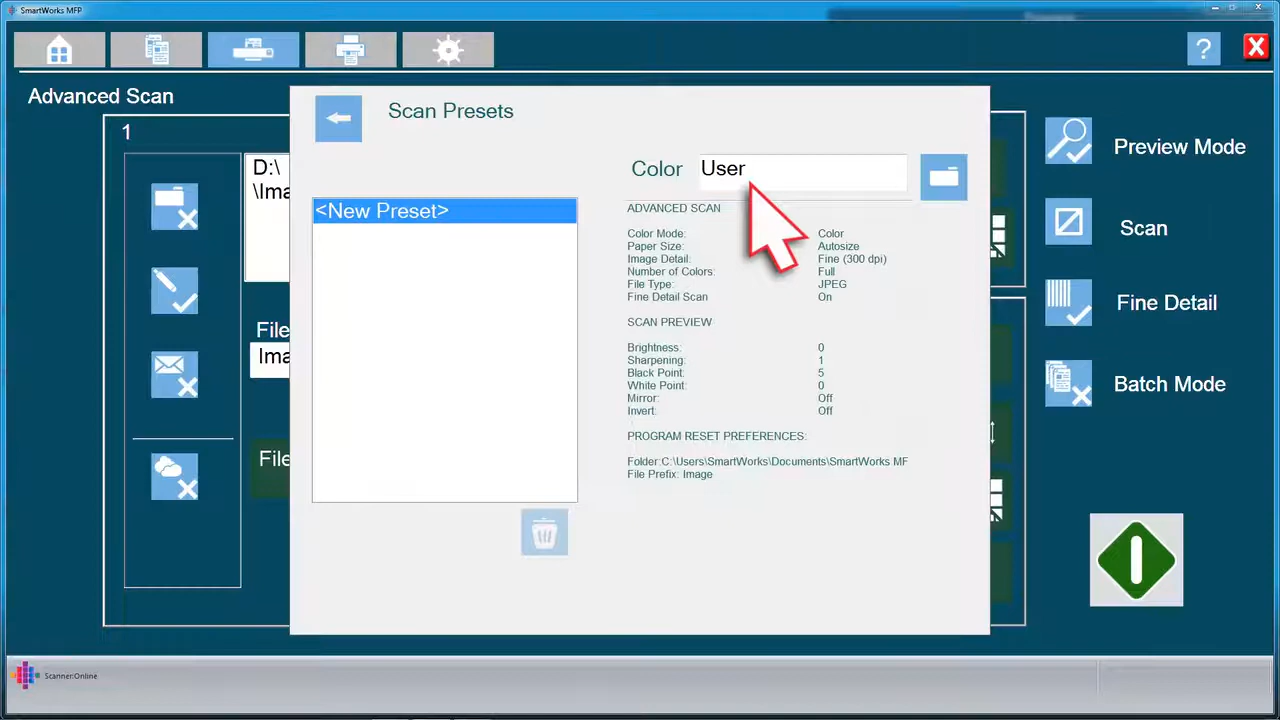 SmartWorks MFP
?
X
Advanced Scan
1
D:\
\Ima
File
Ima
File
Scan Presets
<New Preset>
Color User
ADVANCED SCAN
Color Mode: Color
Paper Size: Autosize
Image Detail: Fine (300 dpi)
Number of Colors: Full
File Type: JPEG
Fine Detail Scan On
SCAN PREVIEW
Brightness: 0
Sharpening: 1
Black Point: 5
White Point: 0
Mirror: Off
Invert: Off
PROGRAM RESET PREFERENCES:
Folder:C:\Users\SmartWorks\Documents\SmartWorks MF
File Prefix: Image
Preview Mode
Scan
Fine Detail
Batch Mode
Scanner:Online